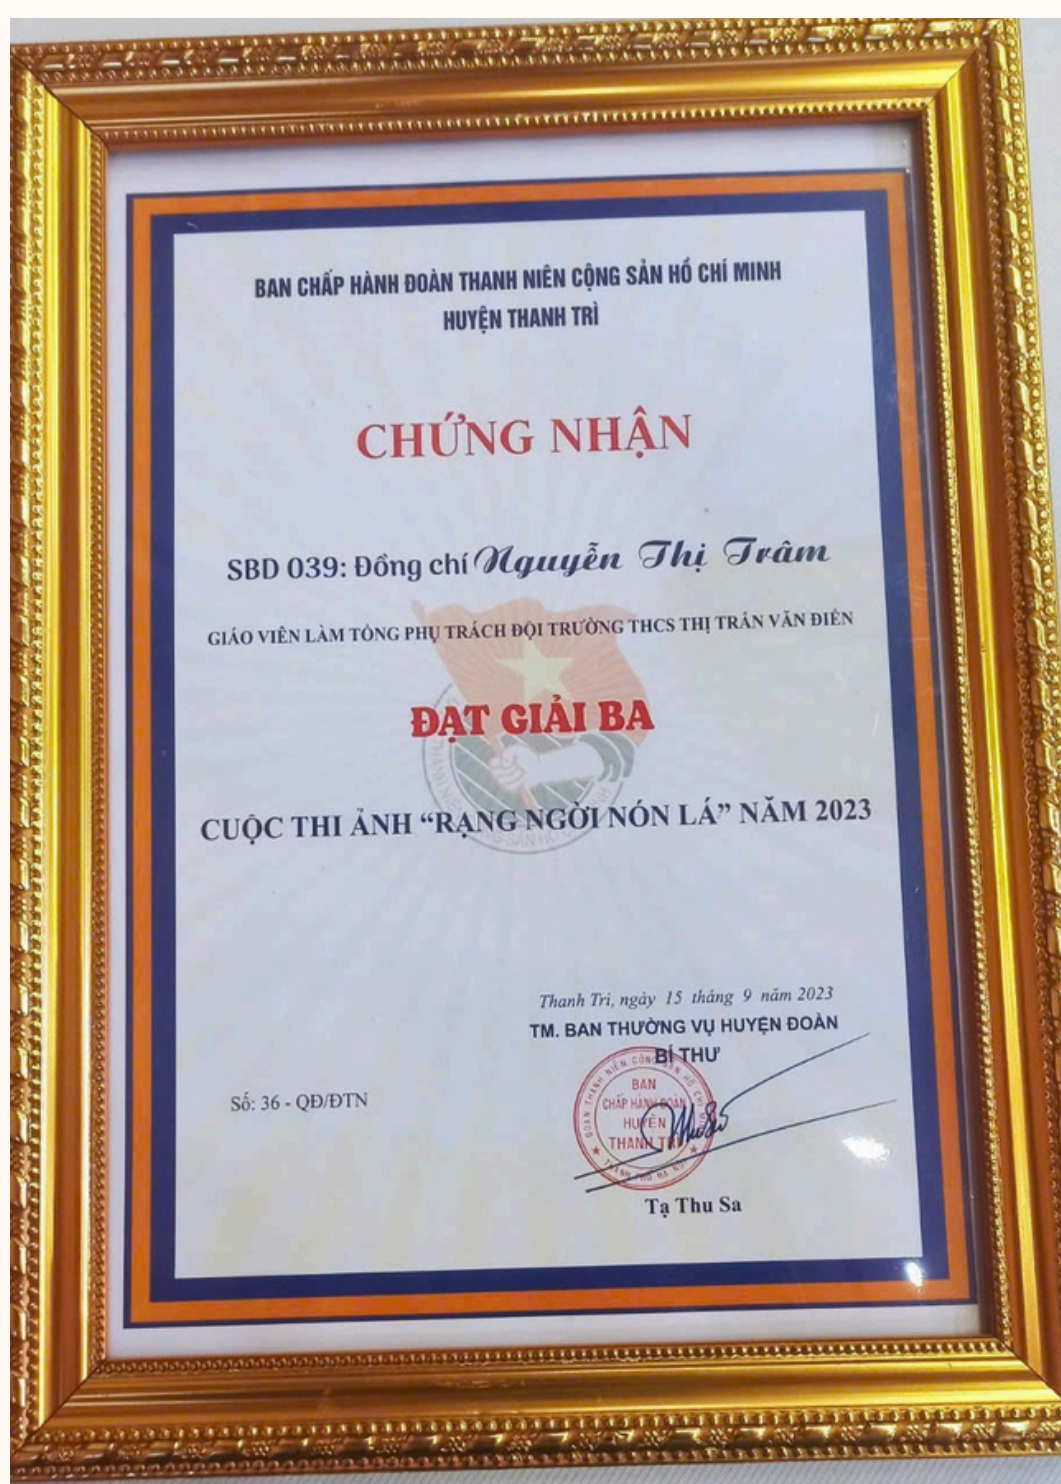 BAN CHẤP HÀNH ĐOÀN THANH NIÊN CỘNG SẢN HỒ CHÍ MINH
HUYỆN THANH TRÌ
CHỨNG NHẬN
SBD 039: Đồng chí Nguyễn Thị Trâm
GIÁO VIÊN LÀM TỔNG PHỤ TRÁCH ĐỘI TRƯỜNG THCS THỊ TRẤN VĂN ĐIỂN
ĐẠT GIẢI BA
CUỘC THI ẢNH “RẠNG NGỜI NÓN LÁ” NĂM 2023
Thanh Trì, ngày 15 tháng 9 năm 2023
TM. BAN THƯỜNG VỤ HUYỆN ĐOÀN
BÍ THƯ
Số: 36 - QĐ/ĐTN
BAN
CHẤP HÀNH ĐOÀN
HUYỆN
THANH TRÌ
Tạ Thu Sa